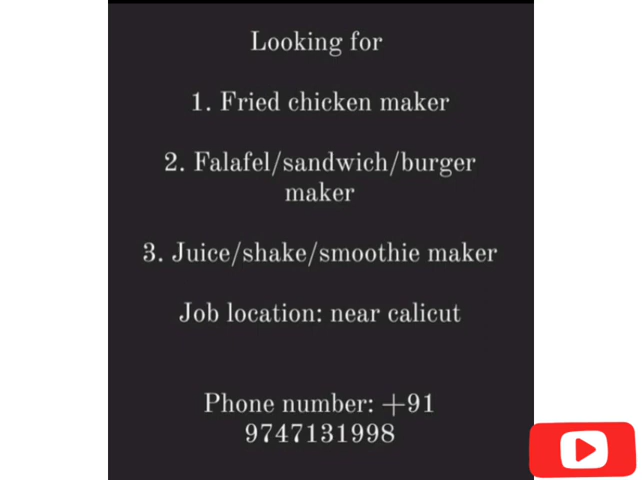 Looking for
1. Fried chicken maker
2. Falafel/sandwich/burger
maker
3. Juice/shake/smoothie maker
Job location: near calicut
Phone number: +91
9747131998